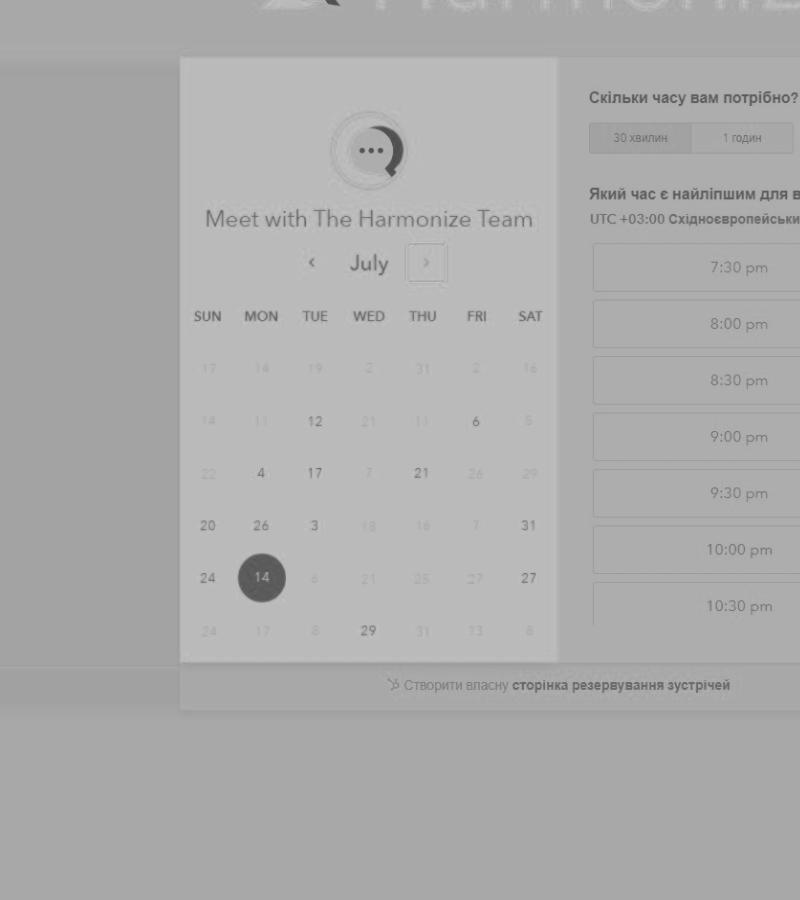 Meet with The Harmonize Team
‹ July ›
SUN MON TUE WED THU FRI SAT
17 14 19 2 31 2 16
14 11 12 21 11 6 5
22 4 17 7 21 26 29
20 26 3 18 16 7 31
24 14 6 21 25 27 27
24 17 8 29 31 13 6
Скільки часу вам потрібно?
30 хвилин 1 годин
Який час є найліпшим для в
UTC +03:00 Східноєвропейськи
7:30 pm
8:00 pm
8:30 pm
9:00 pm
9:30 pm
10:00 pm
10:30 pm
Створити власну сторінка резервування зустрічей